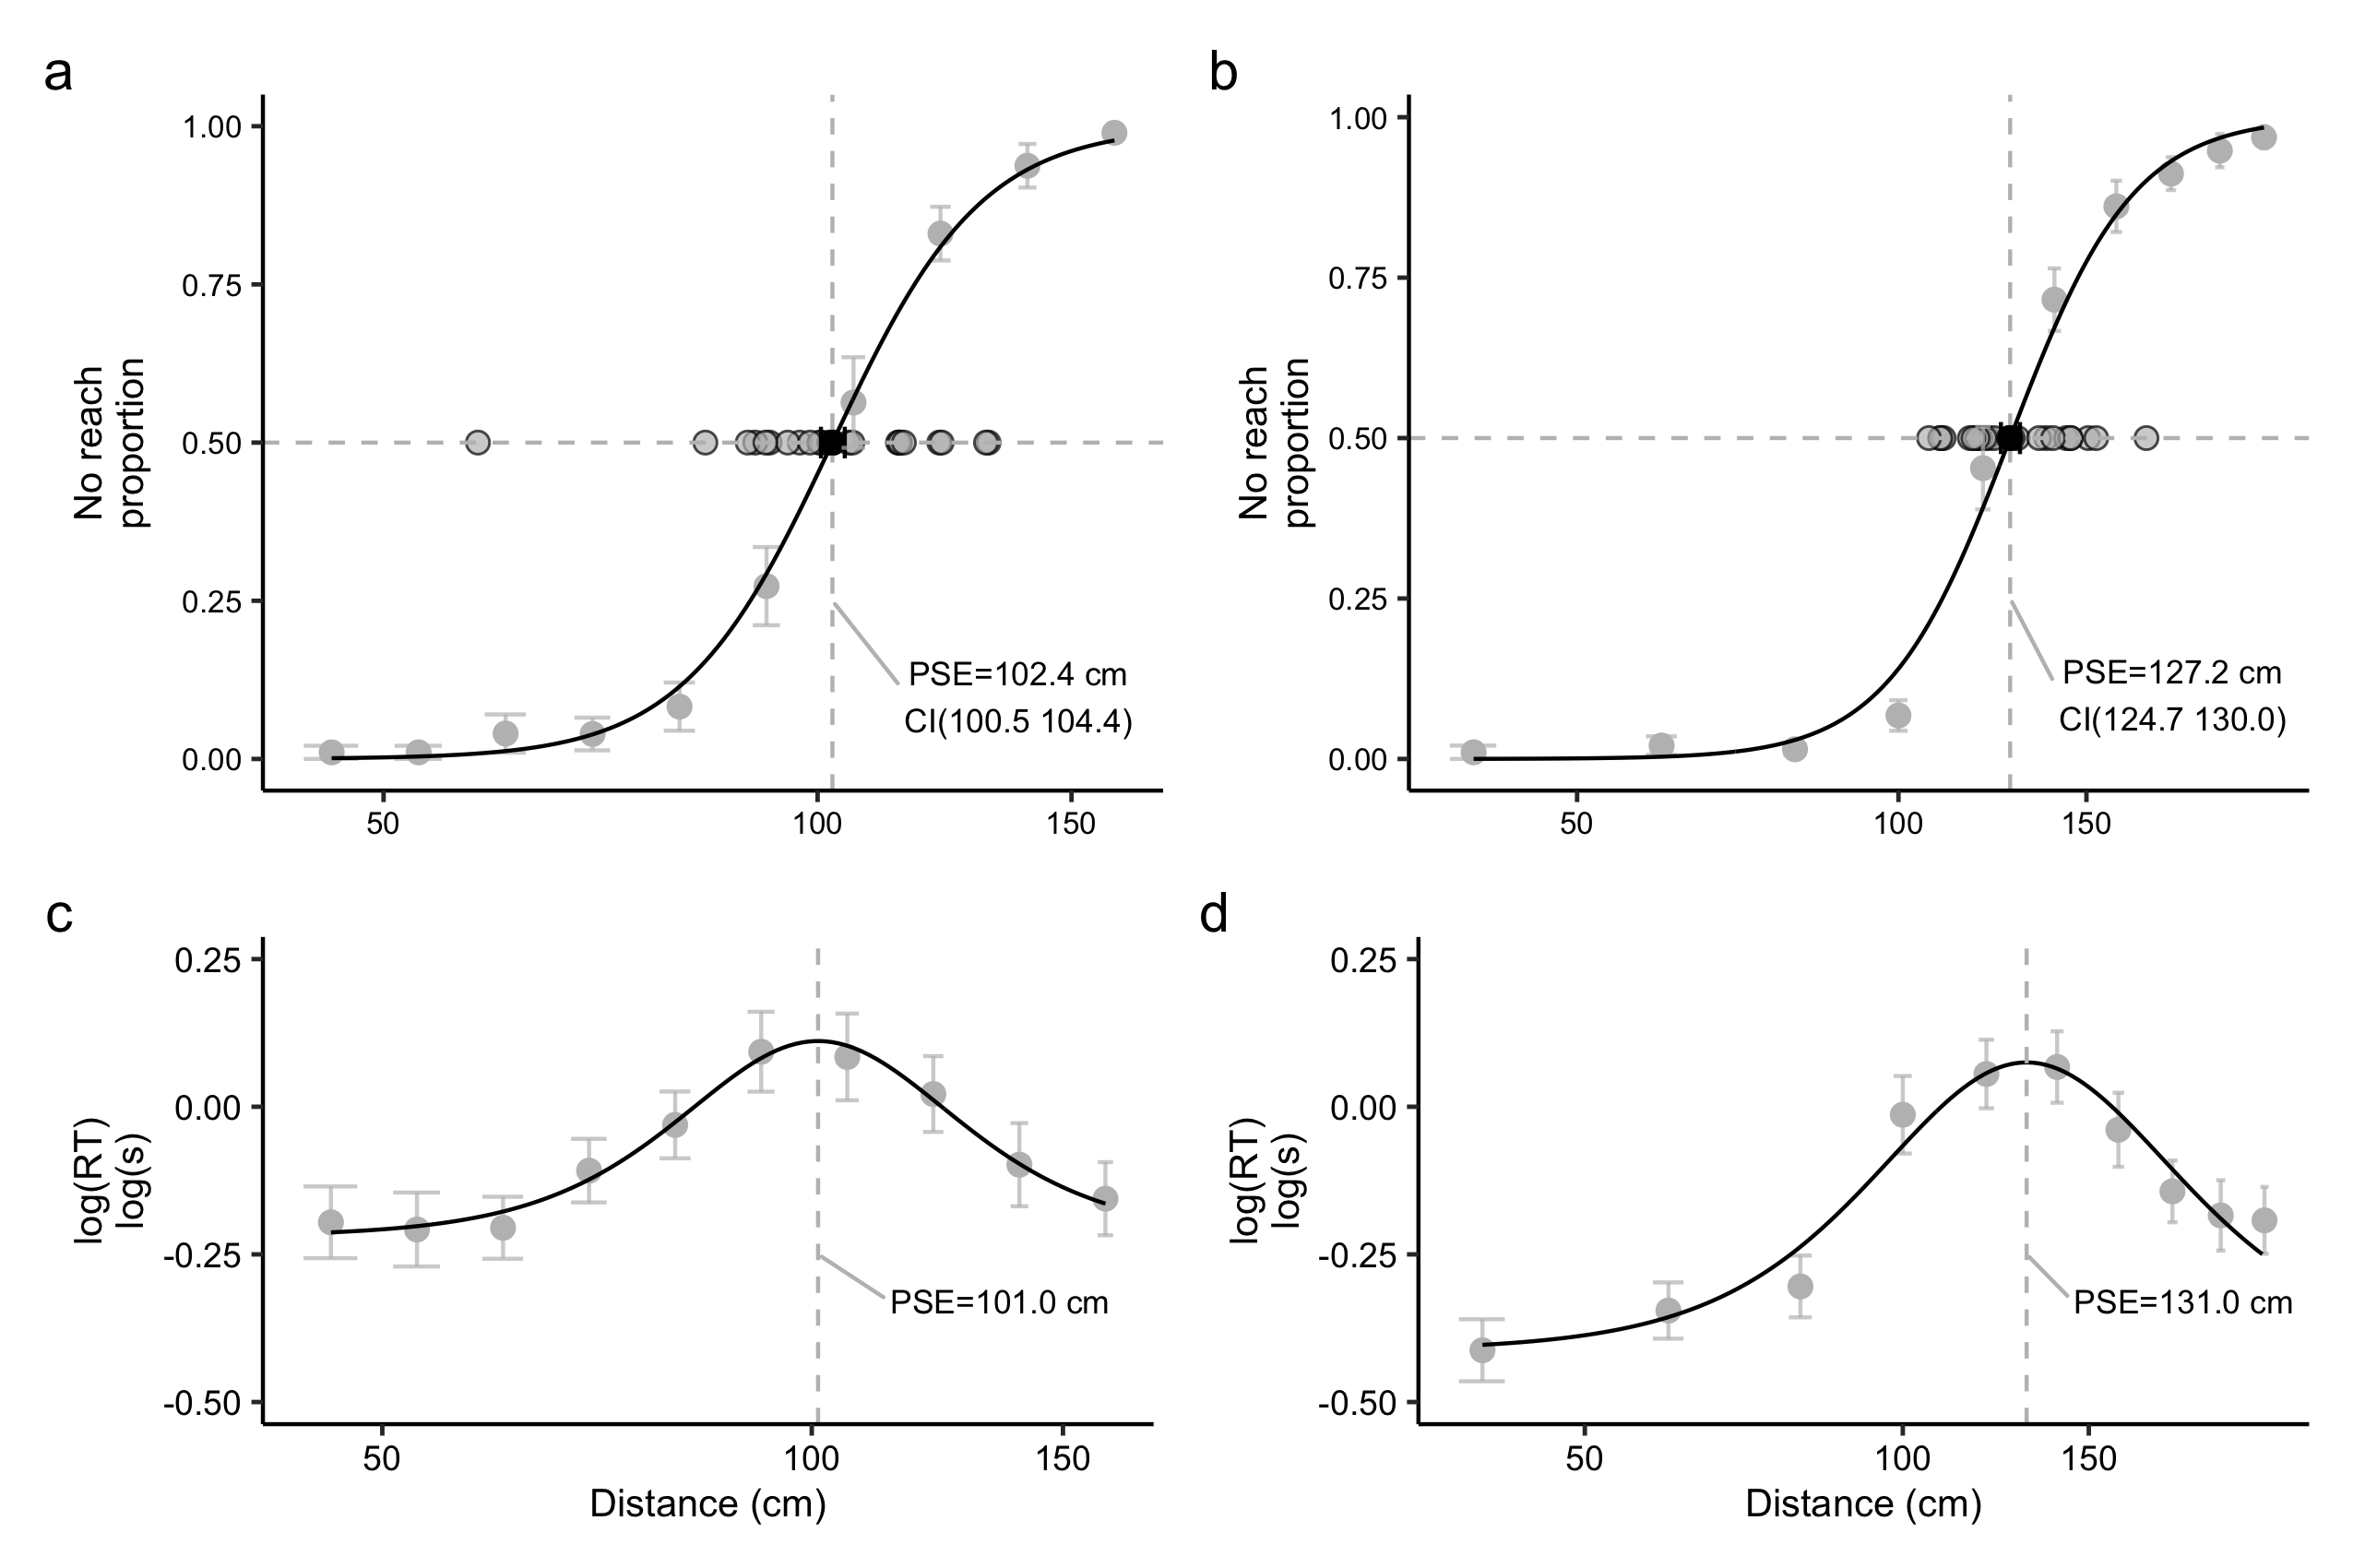 a
1.00
0.75
0.50
0.25
0.00
No reach
proportion
PSE=102.4 cm
CI(100.5 104.4)
50 100 150
b
1.00
0.75
0.50
0.25
0.00
No reach
proportion
PSE=127.2 cm
CI(124.7 130.0)
50 100 150
c
0.25
0.00
-0.25
-0.50
log(RT)
log(s)
PSE=101.0 cm
50 100 150
Distance (cm)
d
0.25
0.00
-0.25
-0.50
log(RT)
log(s)
PSE=131.0 cm
50 100 150
Distance (cm)